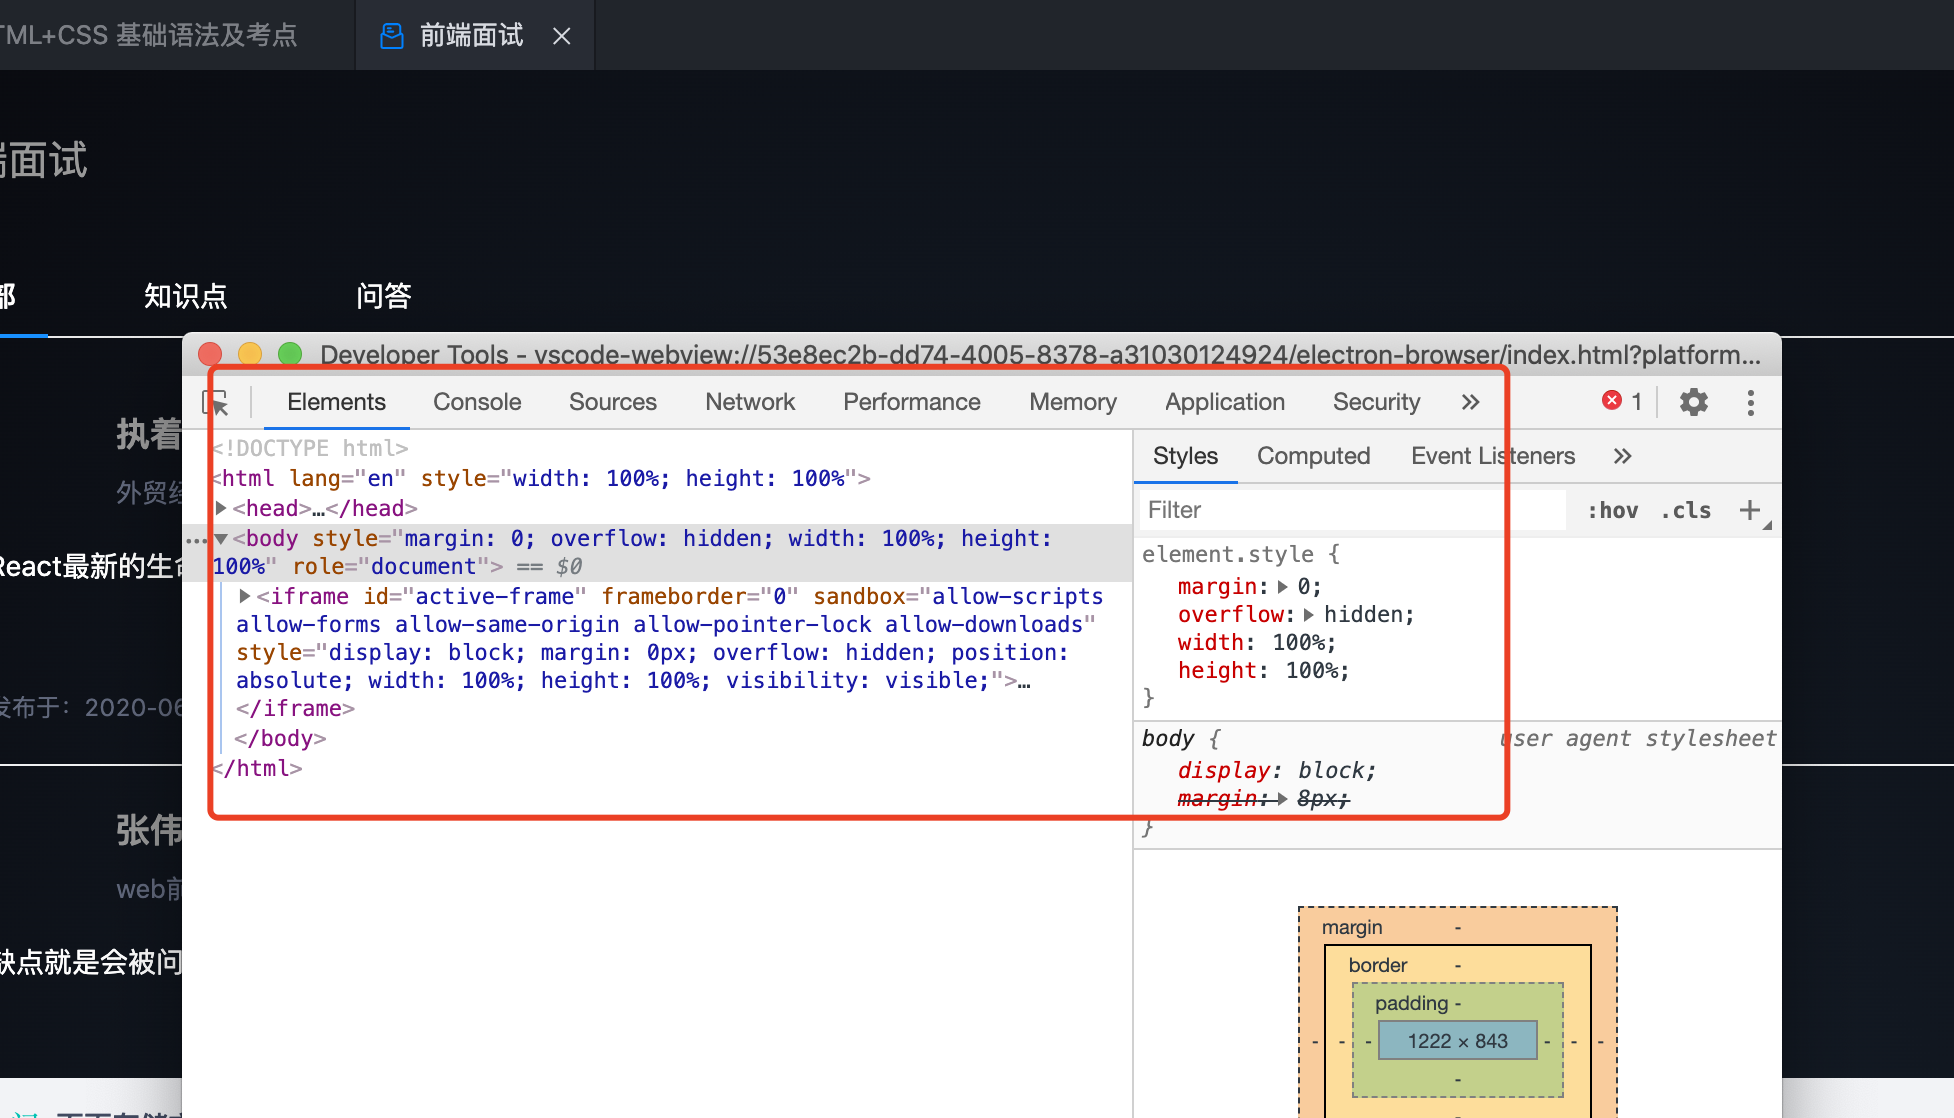 TML+CSS 基础语法及考点
前端面试
端面试
部
知识点
问答
Developer Tools - vscode-webview://53e8ec2b-dd74-4005-8378-a31030124924/electron-browser/index.html?platform...
Elements
Console
Sources
Network
Performance
Memory
Application
Security
1
执着
外贸经
React最新的生命
发布于：2020-06
张伟
web前
缺点就是会被问
<!DOCTYPE html>
<html lang="en" style="width: 100%; height: 100%">
<head>…</head>
<body style="margin: 0; overflow: hidden; width: 100%; height:
100%" role="document"> == $0
<iframe id="active-frame" frameborder="0" sandbox="allow-scripts
allow-forms allow-same-origin allow-pointer-lock allow-downloads"
style="display: block; margin: 0px; overflow: hidden; position:
absolute; width: 100%; height: 100%; visibility: visible;">…
</iframe>
</body>
</html>
Styles
Computed
Event Listeners
Filter
:hov
.cls
element.style {
margin: 0;
overflow: hidden;
width: 100%;
height: 100%;
}
body {
user agent stylesheet
display: block;
margin: 8px;
}
margin -
border -
padding -
- - - 1222 × 843 - - -
-
-